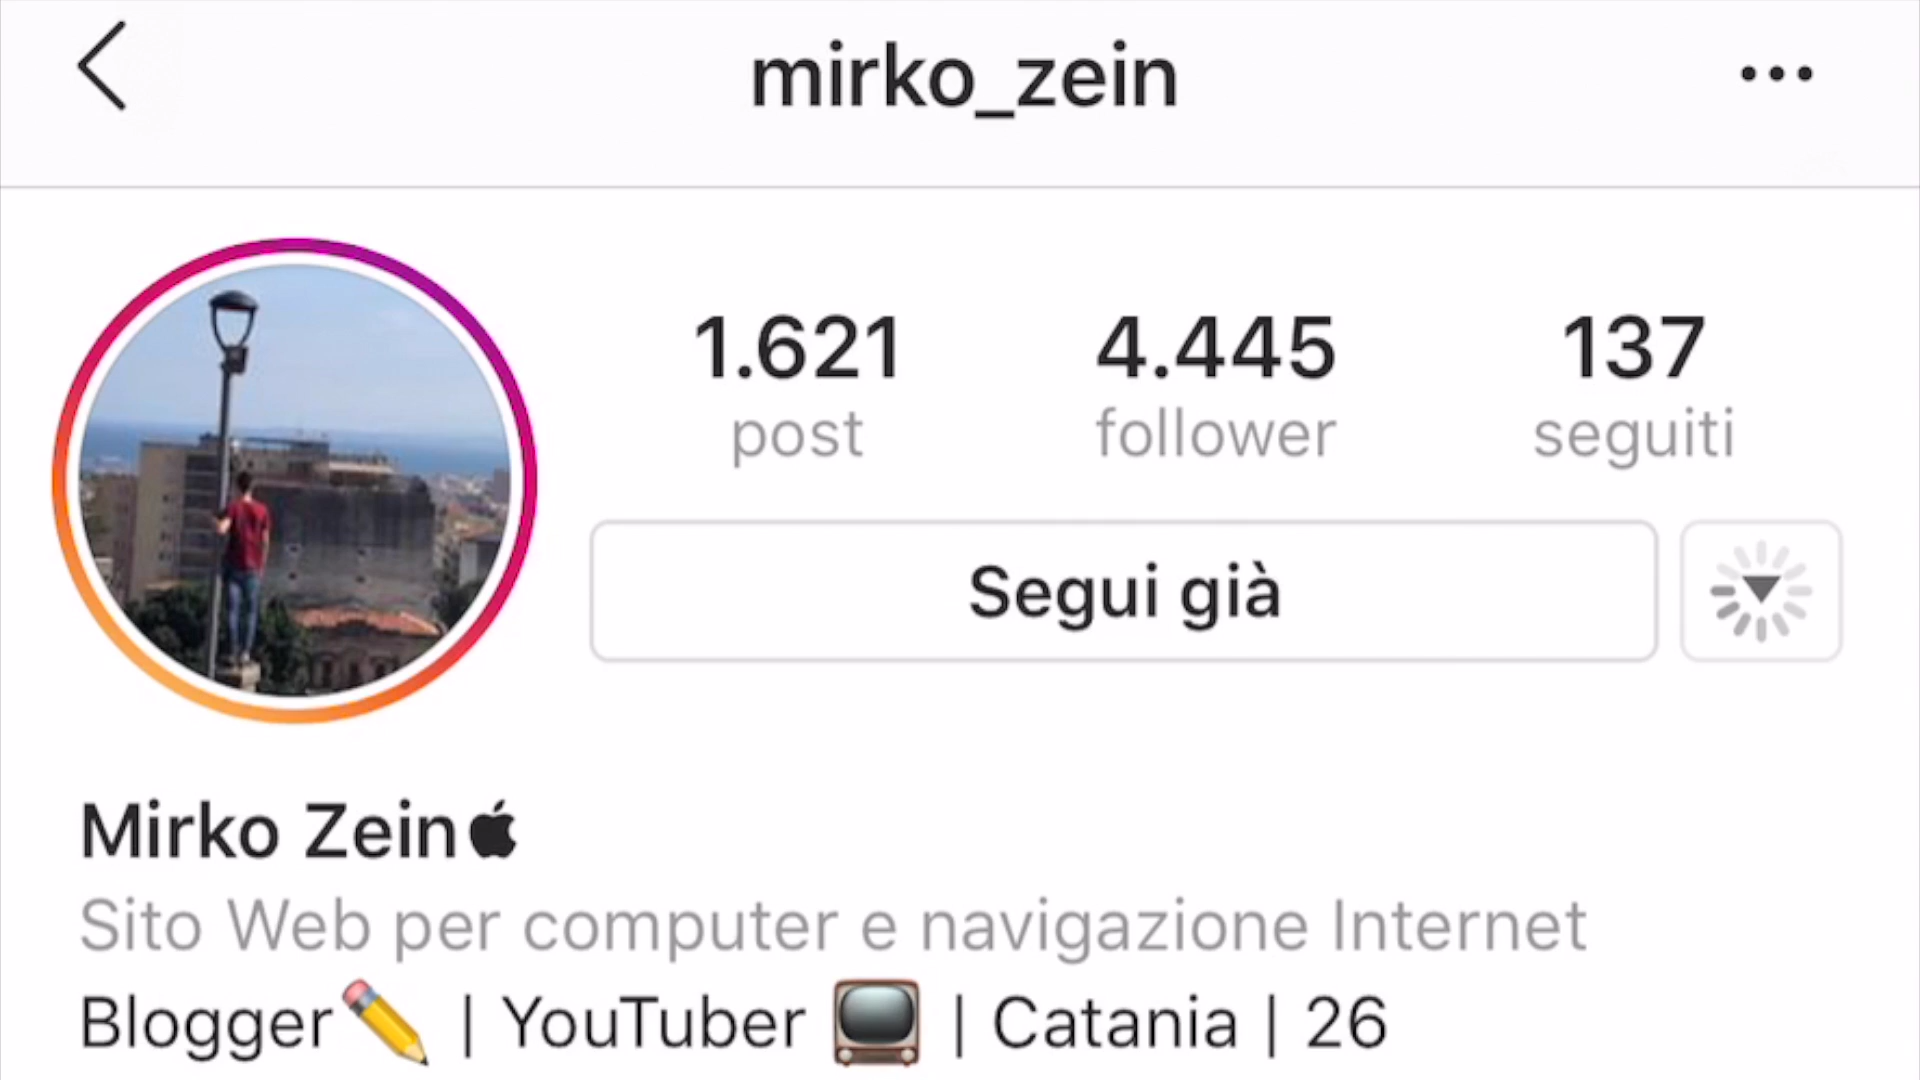 mirko_zein
1.621 4.445 137
post follower seguiti
Segui già
Mirko Zein
Sito Web per computer e navigazione Internet
Blogger✏️ | YouTuber 📺 | Catania | 26